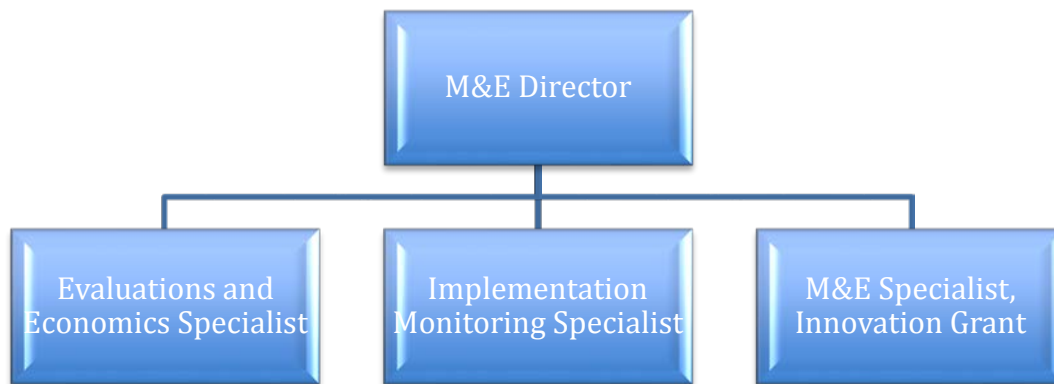 M&E Director
Evaluations and
Economics Specialist
Implementation
Monitoring Specialist
M&E Specialist,
Innovation Grant